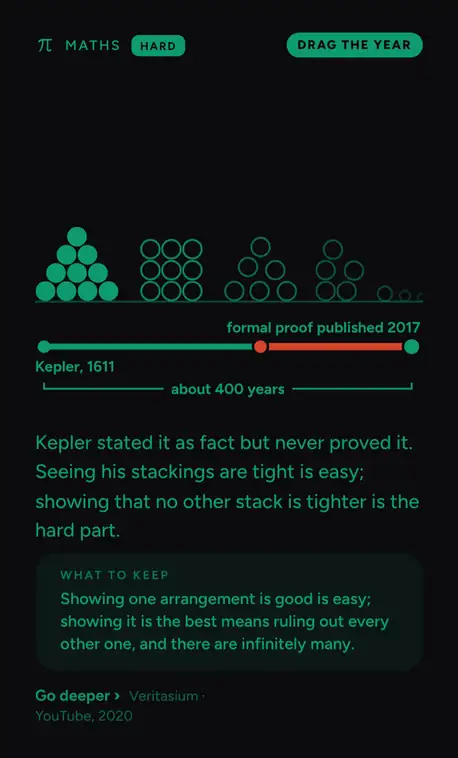 π MATHS HARD DRAG THE YEAR
formal proof published 2017
Kepler, 1611
about 400 years
Kepler stated it as fact but never proved it.
Seeing his stackings are tight is easy;
showing that no other stack is tighter is the
hard part.
WHAT TO KEEP
Showing one arrangement is good is easy;
showing it is the best means ruling out every
other one, and there are infinitely many.
Go deeper › Veritasium ·
YouTube, 2020